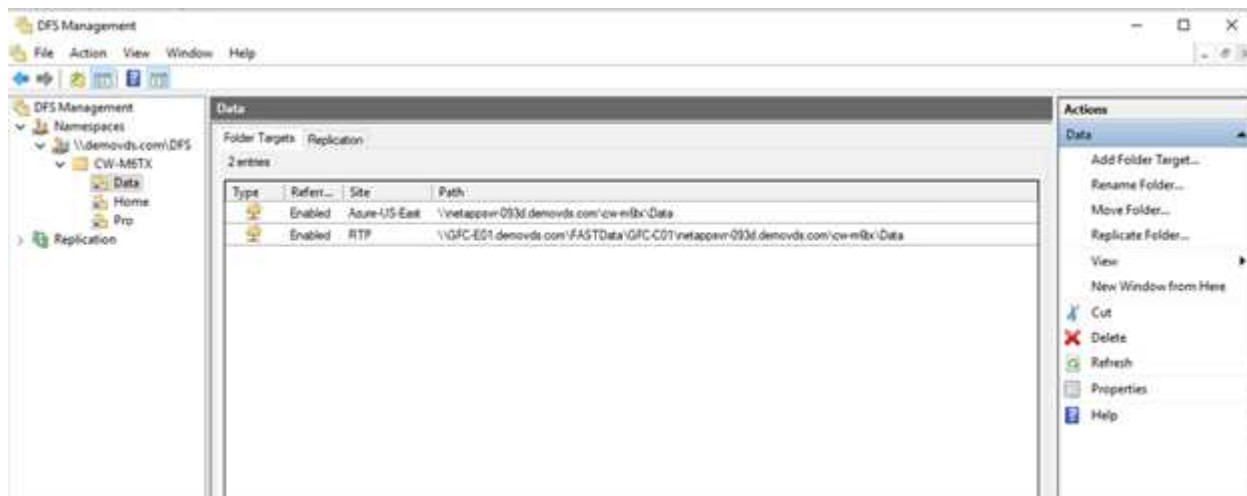 DFS Management
File Action View Window Help
DFS Management
Namespaces
\\demovds.com\DFS
CW-M6TX
Data
Home
Pro
Replication
Data
Folder Targets Replication
2 entries
Type Referr... Site Path
Enabled Azure-US-East \\netappsvr-093d.demovds.com\cw-m6tx\Data
Enabled RTP \\GFC-E01.demovds.com\FASTData\GFC-C01\netappsvr-093d.demovds.com\cw-m6tx\Data
Actions
Data
Add Folder Target...
Rename Folder...
Move Folder...
Replicate Folder...
View
New Window from Here
Cut
Delete
Refresh
Properties
Help